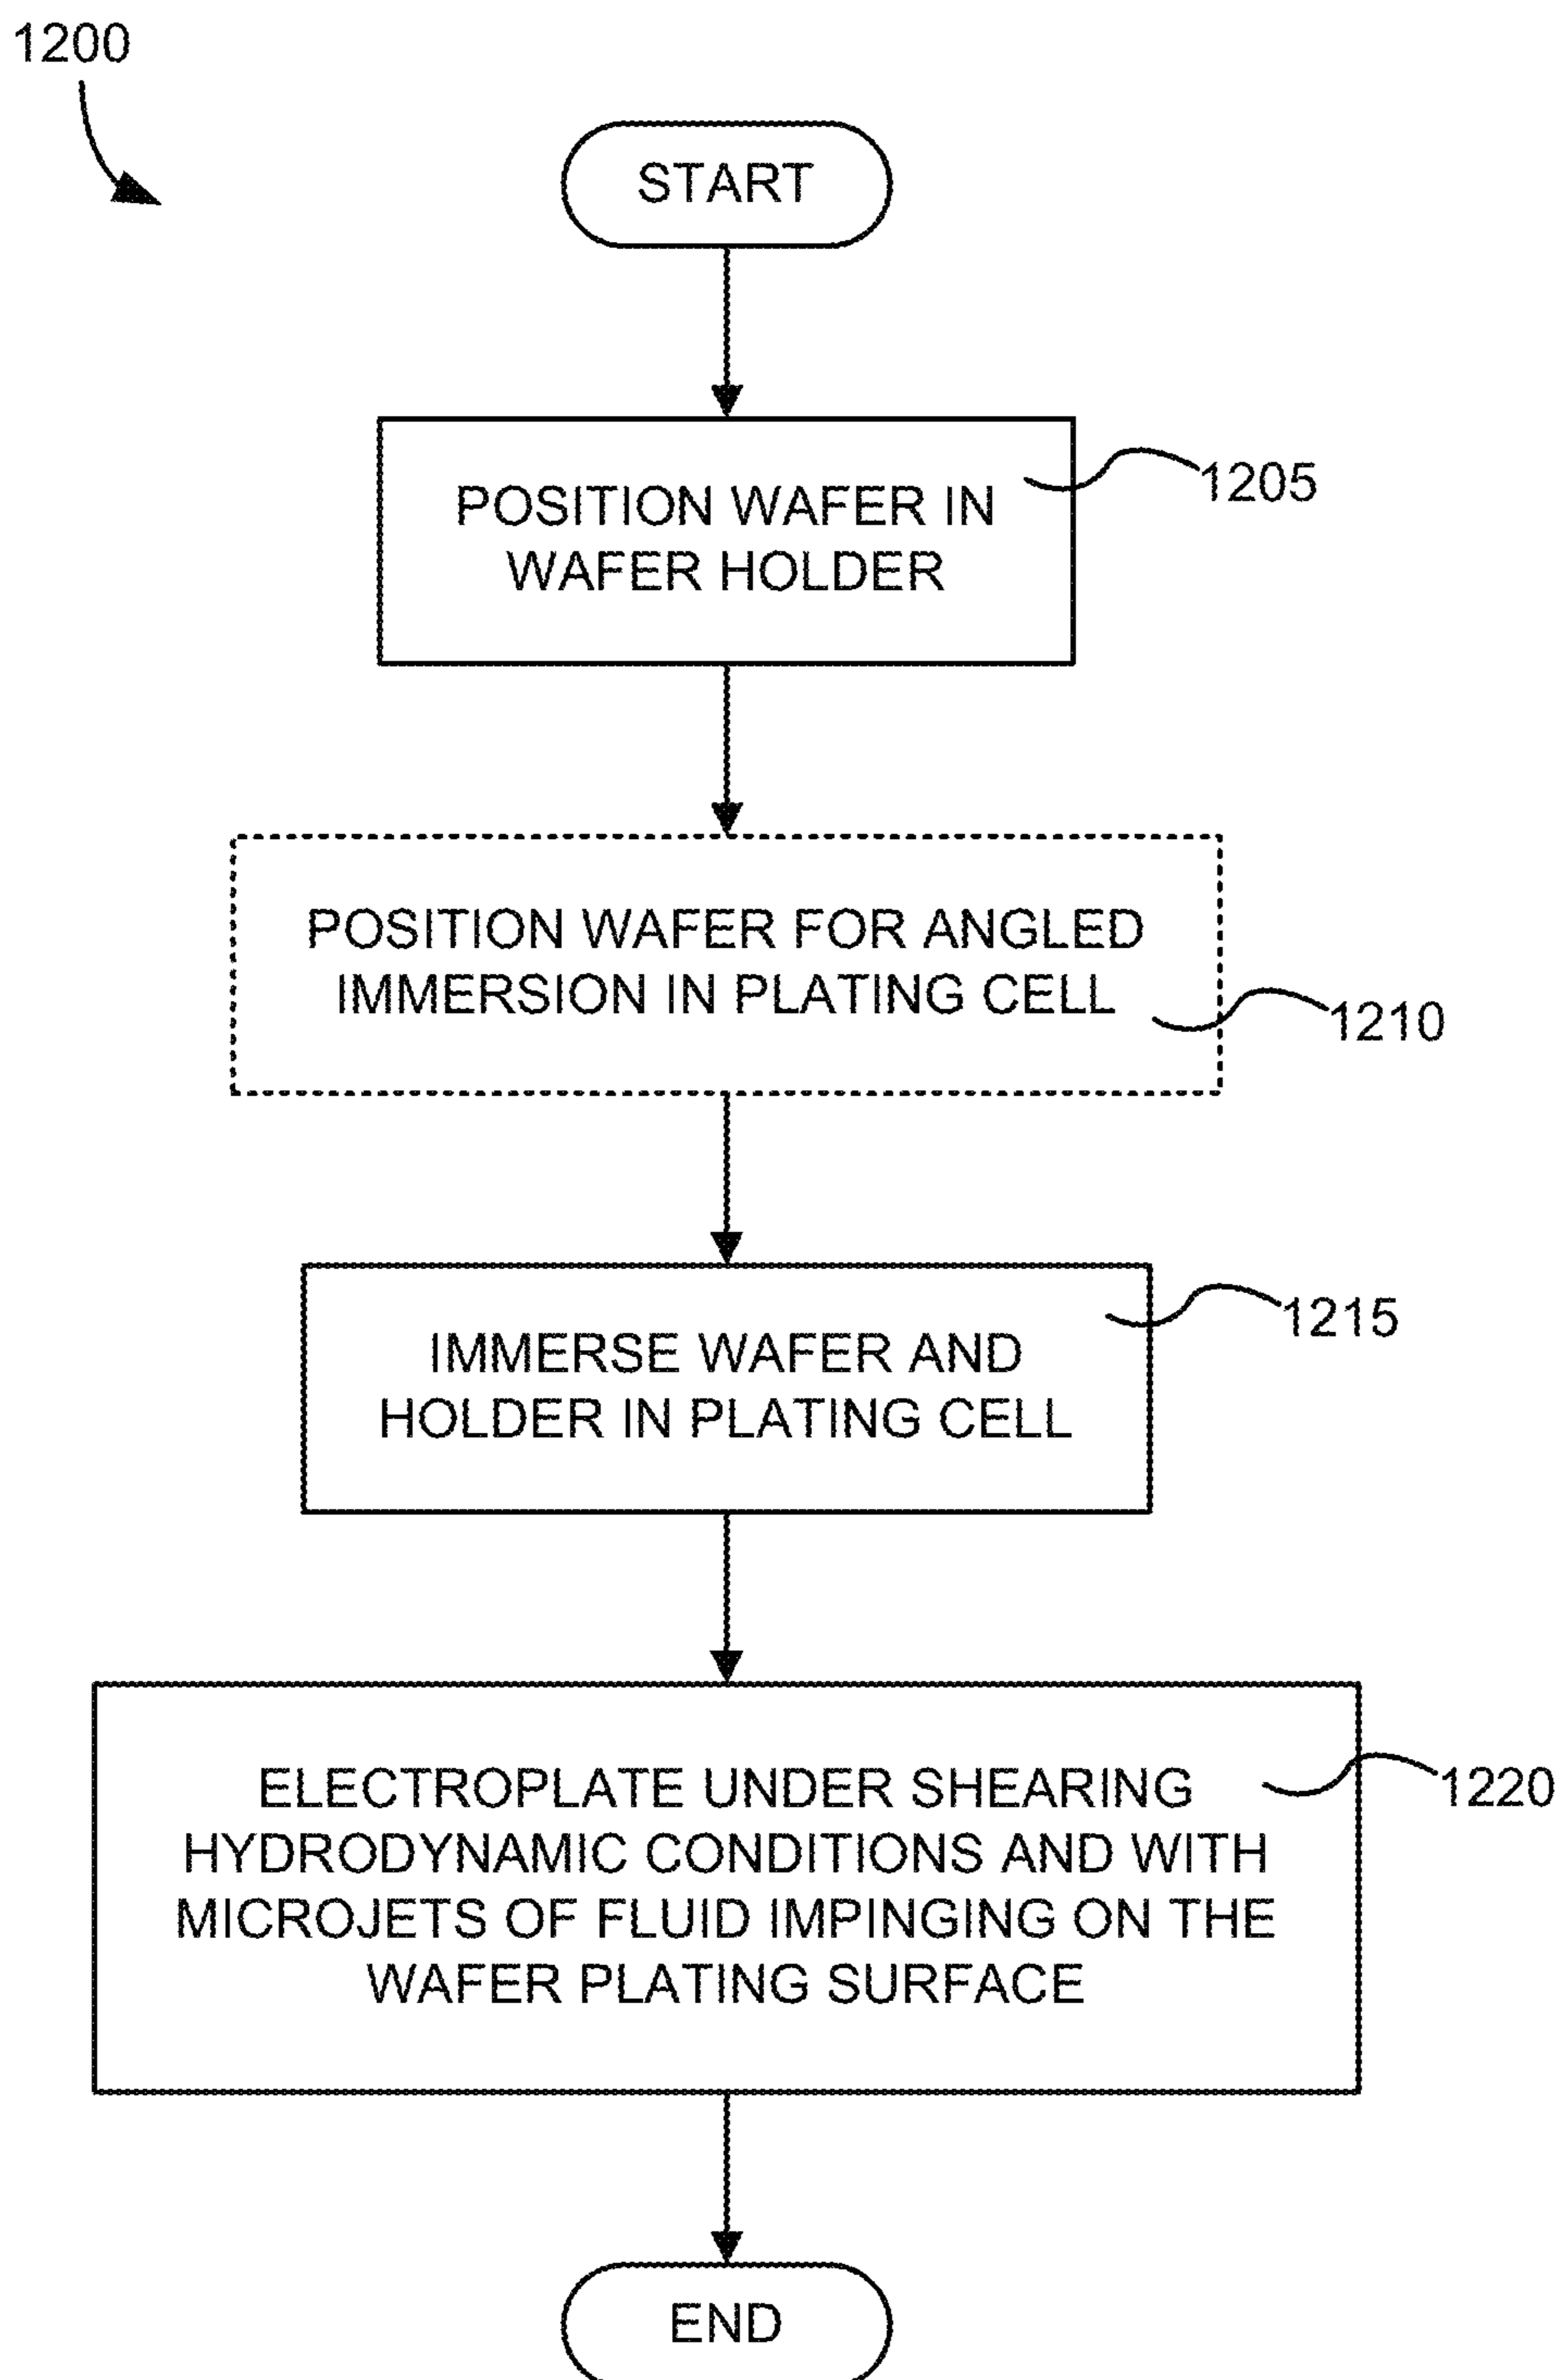 1200
START
POSITION WAFER IN
WAFER HOLDER
1205
POSITION WAFER FOR ANGLED
IMMERSION IN PLATING CELL
1210
IMMERSE WAFER AND
HOLDER IN PLATING CELL
1215
ELECTROPLATE UNDER SHEARING
HYDRODYNAMIC CONDITIONS AND WITH
MICROJETS OF FLUID IMPINGING ON THE
WAFER PLATING SURFACE
1220
END